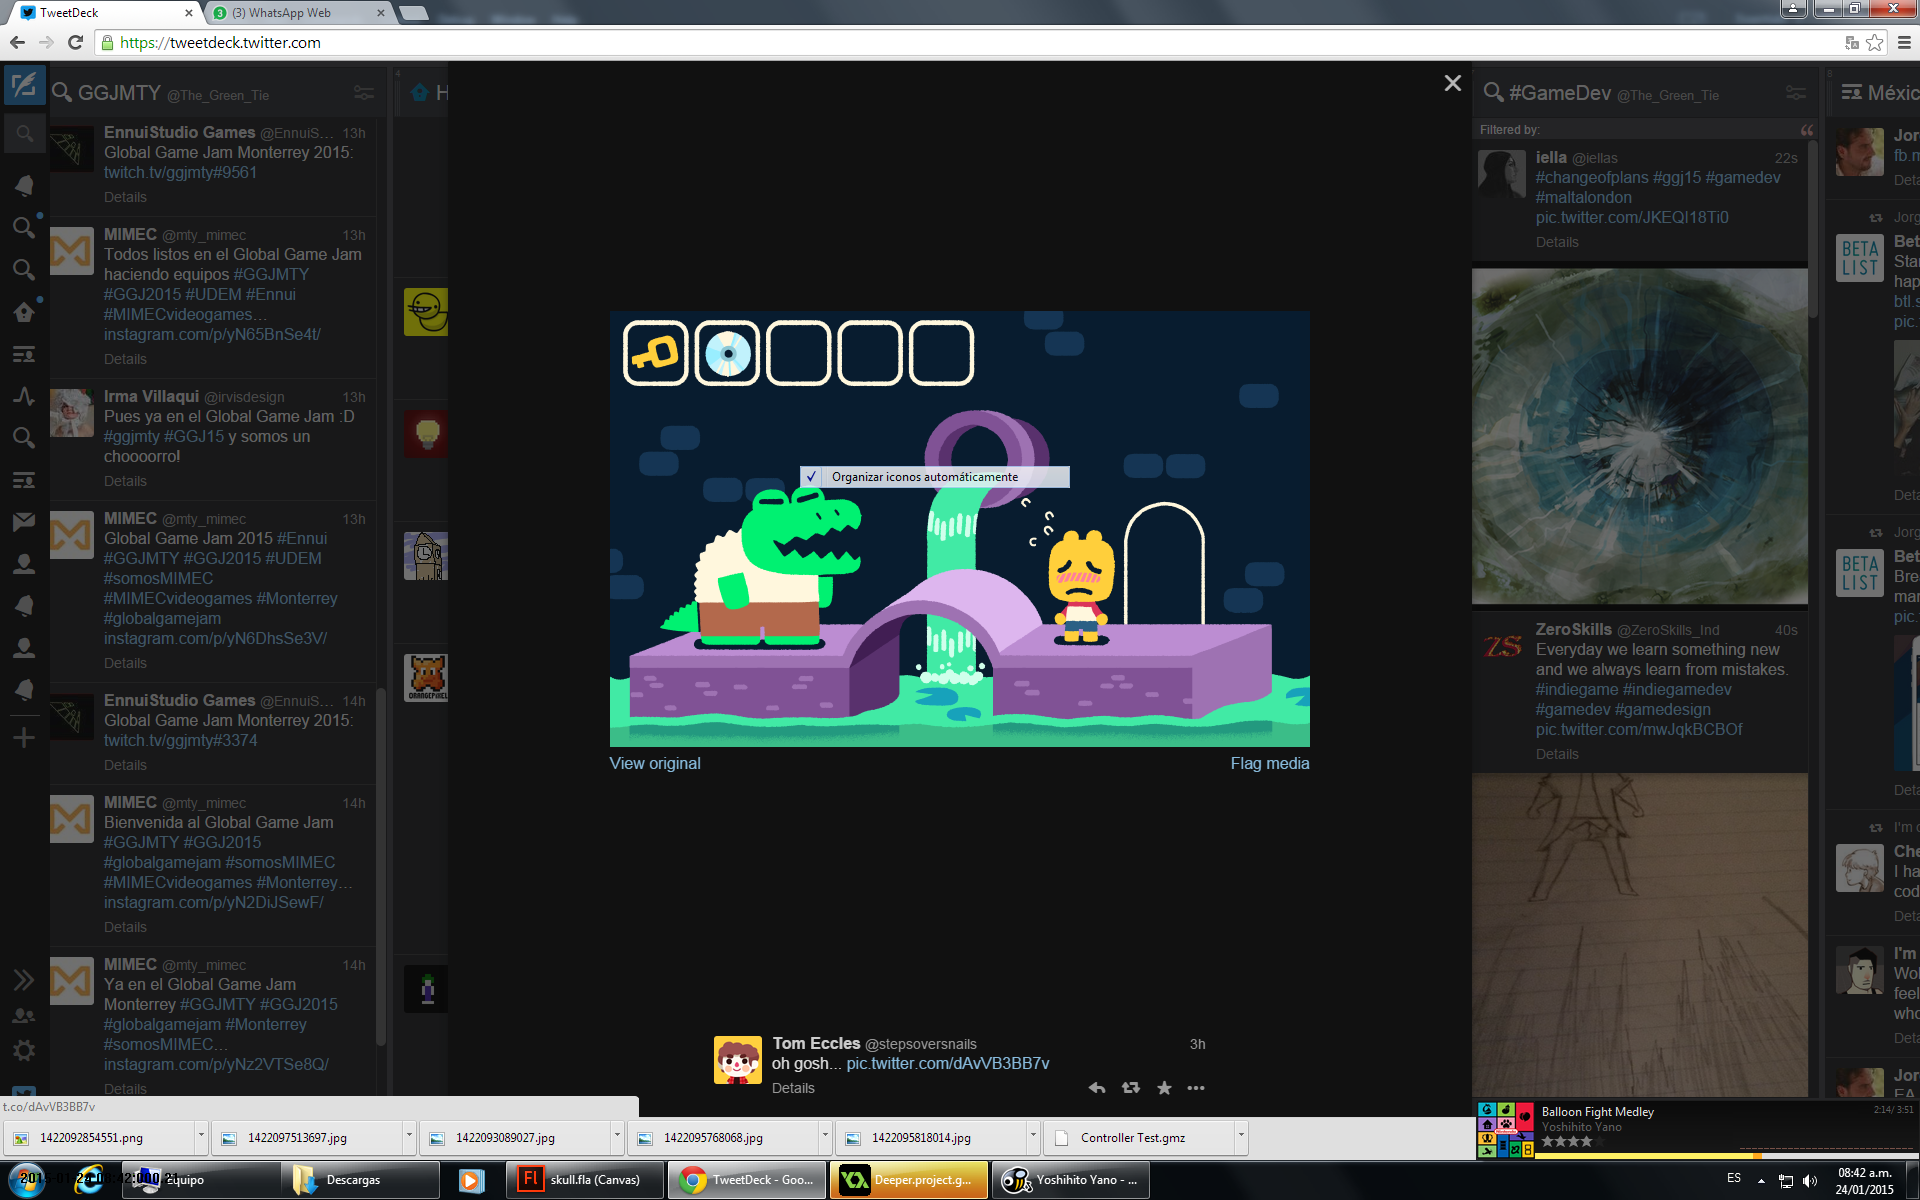 TweetDeck
(3) WhatsApp Web
https://tweetdeck.twitter.com
GGJMTY @The_Green_Tie
EnnuiStudio Games @EnnuiS... 13h
Global Game Jam Monterrey 2015:
twitch.tv/ggjmty#9561
Details
MIMEC @mty_mimec 13h
Todos listos en el Global Game Jam
haciendo equipos #GGJMTY
#GGJ2015 #UDEM #Ennui
#MIMECvideogames...
instagram.com/p/yN65BnSe4t/
Details
Irma Villaqui @irvisdesign 13h
Pues ya en el Global Game Jam :D
#ggjmty #GGJ15 y somos un
choooorro!
Details
MIMEC @mty_mimec 13h
Global Game Jam 2015 #Ennui
#GGJMTY #GGJ2015 #UDEM
#somosMIMEC
#MIMECvideogames #Monterrey
#globalgamejam
instagram.com/p/yN6DhsSe3V/
Details
EnnuiStudio Games @EnnuiS... 14h
Global Game Jam Monterrey 2015:
twitch.tv/ggjmty#3374
Details
MIMEC @mty_mimec 14h
Bienvenida al Global Game Jam
#GGJMTY #GGJ2015
#globalgamejam #somosMIMEC
#MIMECvideogames #Monterrey...
instagram.com/p/yN2DiJSewF/
Details
MIMEC @mty_mimec 14h
Ya en el Global Game Jam
Monterrey #GGJMTY #GGJ2015
#globalgamejam #Monterrey
#somosMIMEC...
instagram.com/p/yNz2VTSe8Q/
Details
4
H
ORANGEPIXEL
Organizar iconos automáticamente
View original
Flag media
Tom Eccles @stepsoversnails 3h
oh gosh... pic.twitter.com/dAvVB3BB7v
Details
#GameDev @The_Green_Tie
Filtered by:
iella @iellas 22s
#changeofplans #ggj15 #gamedev
#maltalondon
pic.twitter.com/JKEQI18Ti0
Details
ZS
ZeroSkills @ZeroSkills_Ind 40s
Everyday we learn something new
and we always learn from mistakes.
#indiegame #indiegamedev
#gamedev #gamedesign
pic.twitter.com/mwJqkBCBOf
Details
8
Méxic
Jor
fb.m
Deta
Jorg
BETA LIST
Bet
Star
hap
btl.s
pic.
Deta
Jorg
BETA LIST
Bet
Brea
mar
pic.
Deta
I'm c
Che
I ha
cod
Deta
I'm
Wol
feel
who
Deta
Jor
EA
t.co/dAvVB3BB7v
1422092854551.png
1422097513697.jpg
1422093089027.jpg
1422095768068.jpg
1422095818014.jpg
Controller Test.gmz
Balloon Fight Medley
Yoshihito Yano
2:14/ 3:51
Equipo
Descargas
Fl
skull.fla (Canvas)
TweetDeck - Goo...
Deeper.project.g...
Yoshihito Yano - ...
ES
08:42 a.m.
24/01/2015